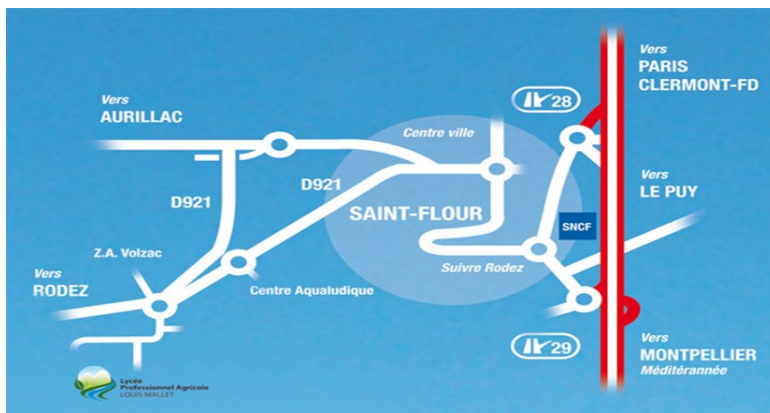 Vers
PARIS
CLERMONT-FD
28
Vers
AURILLAC
Centre ville
D921
D921
Vers
LE PUY
SAINT-FLOUR
SNCF
Z.A. Volzac
Suivre Rodez
Vers
RODEZ
Centre Aqualudique
29
Vers
MONTPELLIER
Méditérannée
Lycée
Professionnel Agricole
LOUIS MALLET